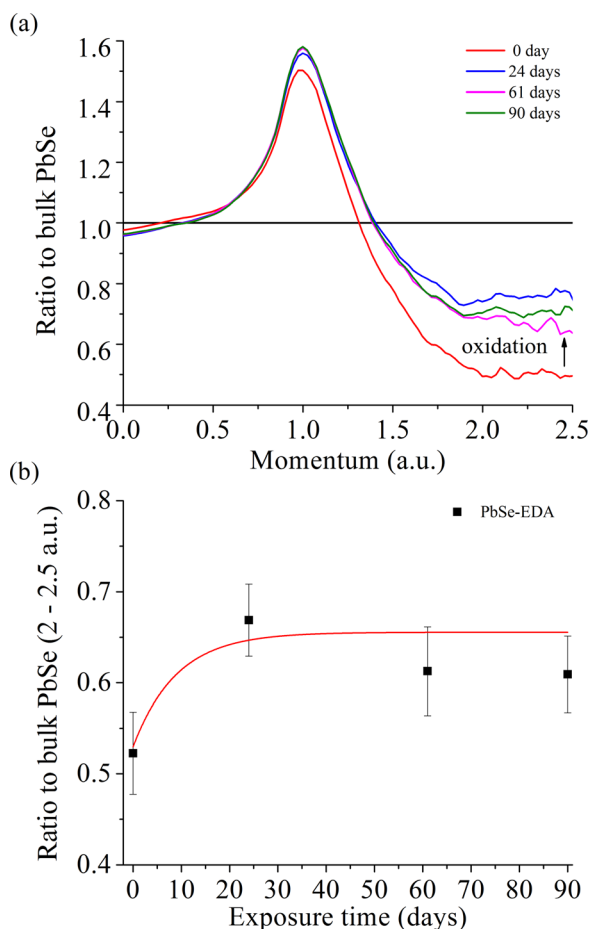 (a)
Ratio to bulk PbSe
1.6
1.4
1.2
1.0
0.8
0.6
0.4
0 day
24 days
61 days
90 days
oxidation
0.0 0.5 1.0 1.5 2.0 2.5
Momentum (a.u.)
(b)
Ratio to bulk PbSe (2 - 2.5 a.u.)
0.8
0.7
0.6
0.5
0.4
PbSe-EDA
0 10 20 30 40 50 60 70 80 90
Exposure time (days)